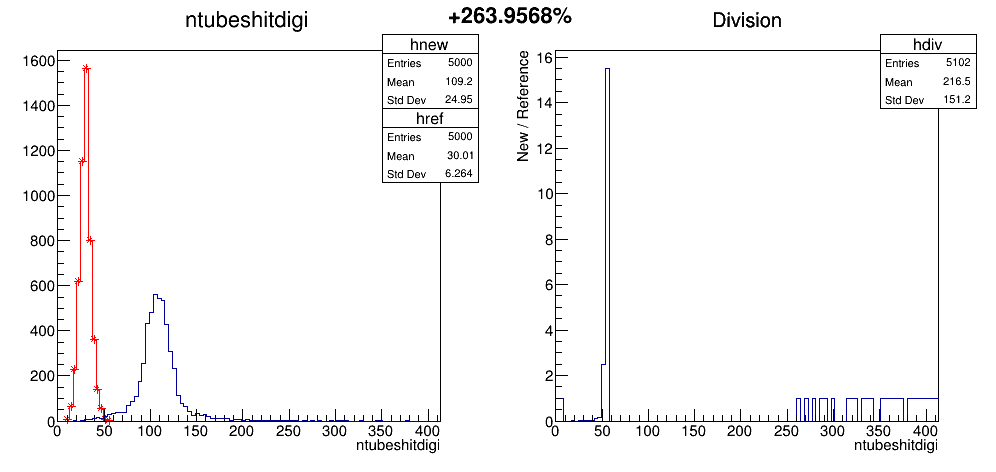 ntubeshitdigi
+263.9568%
Division
hnew
Entries 5000
Mean 109.2
Std Dev 24.95
href
Entries 5000
Mean 30.01
Std Dev 6.264
1600
1400
1200
1000
800
600
400
200
0
0 50 100 150 200 250 300 350 400
ntubeshitdigi
hdiv
Entries 5102
Mean 216.5
Std Dev 151.2
New / Reference
16
14
12
10
8
6
4
2
0
0 50 100 150 200 250 300 350 400
ntubeshitdigi